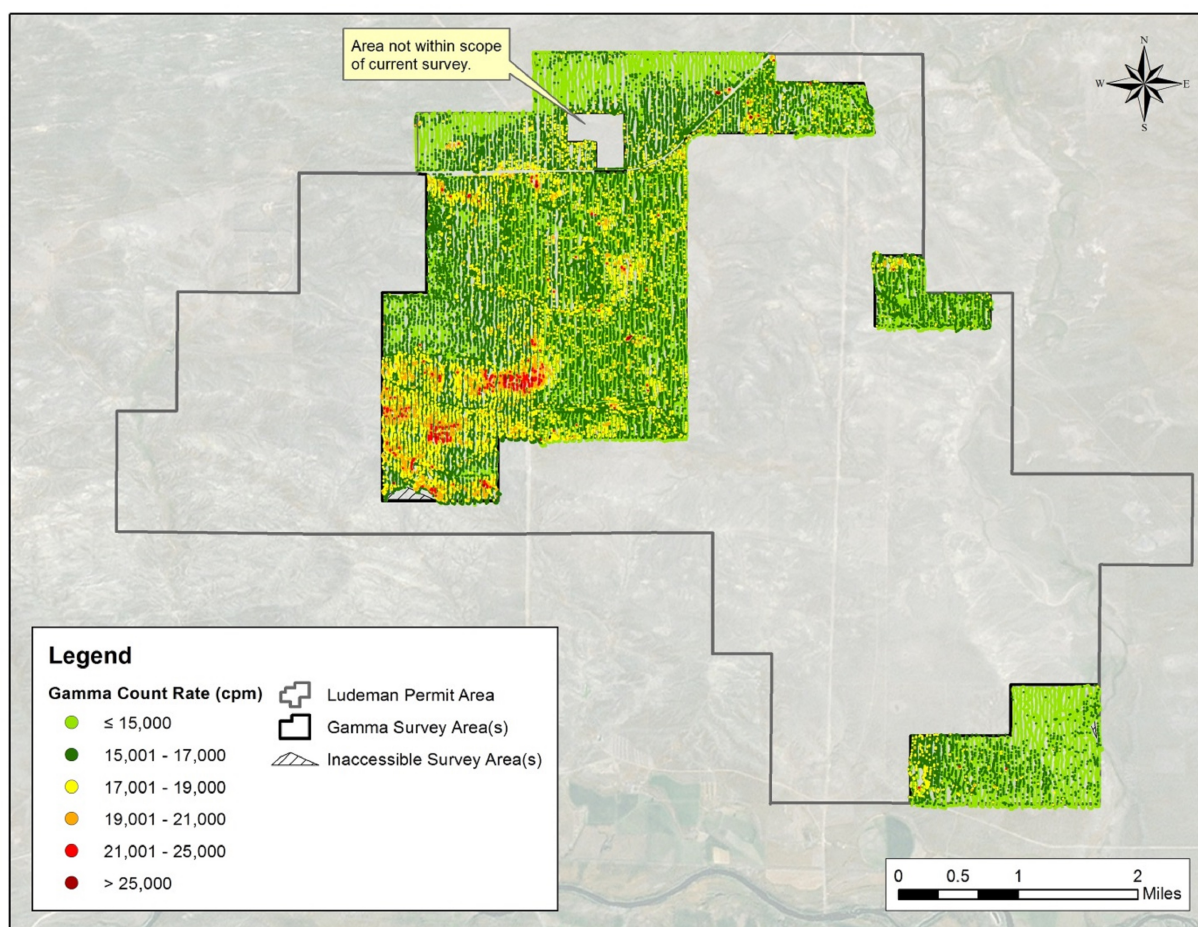 Area not within scope
of current survey.
N
W E
S
Legend
Gamma Count Rate (cpm)
≤ 15,000
15,001 - 17,000
17,001 - 19,000
19,001 - 21,000
21,001 - 25,000
> 25,000
Ludeman Permit Area
Gamma Survey Area(s)
Inaccessible Survey Area(s)
0 0.5 1 2
Miles